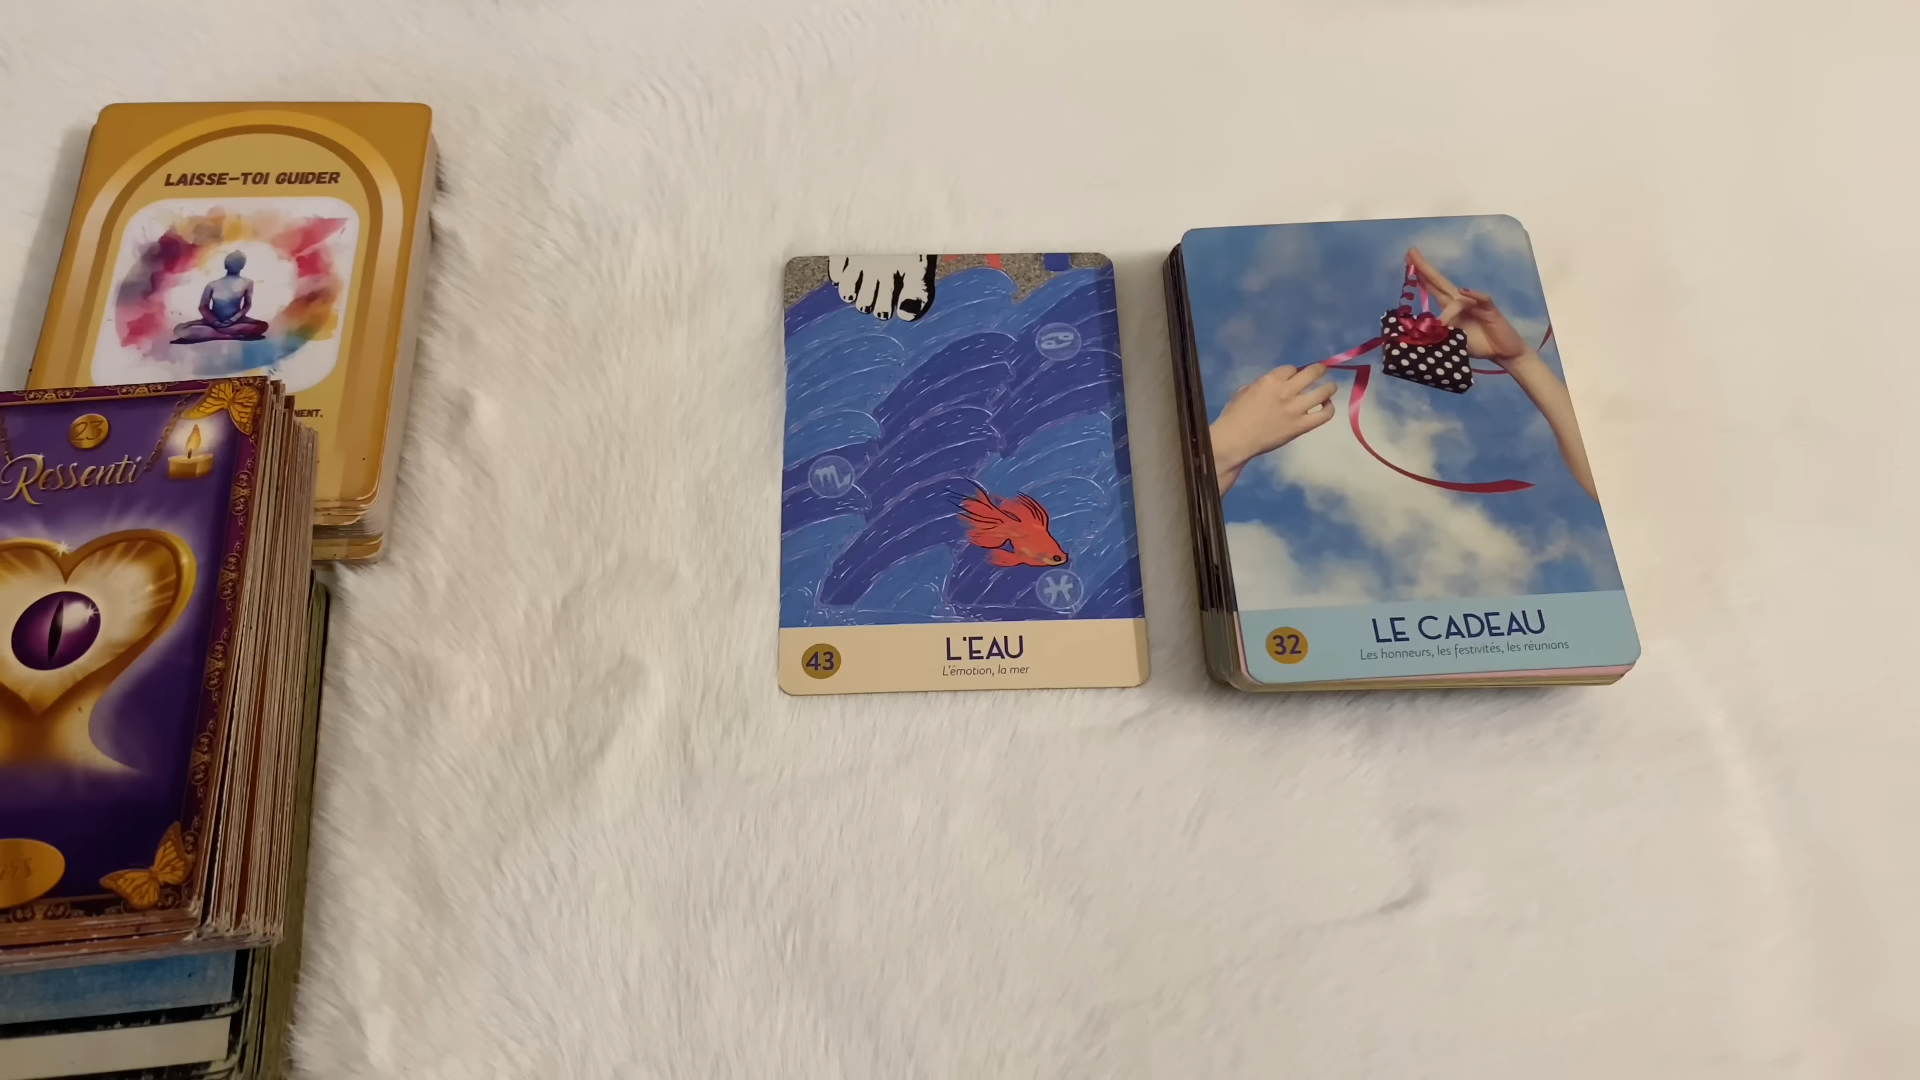 LAISSE-TOI GUIDER
23
Ressenti
43
L'EAU
L'émotion, la mer
32
LE CADEAU
Les honneurs, les festivités, les réunions